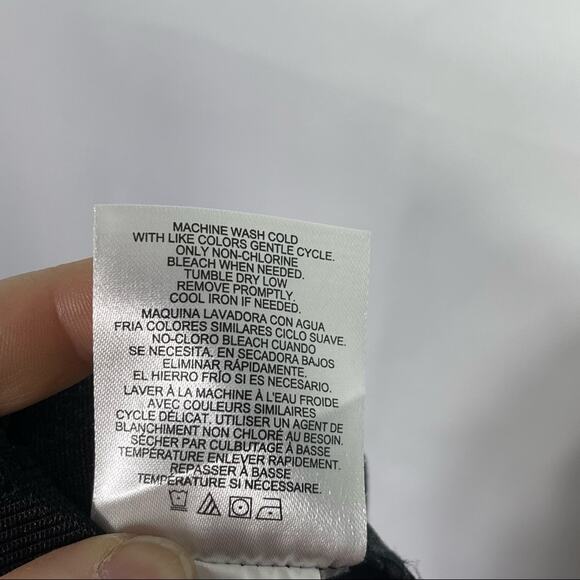 MACHINE WASH COLD
WITH LIKE COLORS GENTLE CYCLE.
ONLY NON-CHLORINE
BLEACH WHEN NEEDED.
TUMBLE DRY LOW
REMOVE PROMPTLY.
COOL IRON IF NEEDED.
MAQUINA LAVADORA CON AGUA
FRIA COLORES SIMILARES CICLO SUAVE.
NO-CLORO BLEACH CUANDO
SE NECESITA. EN SECADORA BAJOS
ELIMINAR RÁPIDAMENTE.
EL HIERRO FRÍO SI ES NECESARIO.
LAVER À LA MACHINE À L'EAU FROIDE
AVEC COULEURS SIMILAIRES
CYCLE DÉLICAT. UTILISER UN AGENT DE
BLANCHIMENT NON CHLORÉ AU BESOIN.
SÉCHER PAR CULBUTAGE À BASSE
TEMPÉRATURE ENLEVER RAPIDEMENT.
REPASSER À BASSE
TEMPÉRATURE SI NÉCESSAIRE.